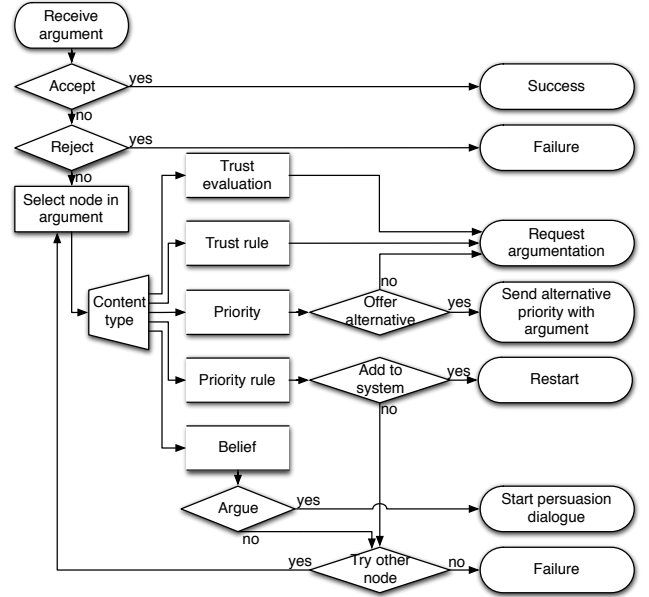 Receive
argument
Accept
yes
Success
no
Reject
yes
Failure
no
Select node in
argument
Trust
evaluation
Trust rule
Request
argumentation
Content
type
no
Priority
Offer
alternative
yes
Send alternative
priority with
argument
Priority rule
Add to
system
yes
Restart
no
Belief
Argue
yes
Start persuasion
dialogue
no
yes
Try other
node
no
Failure